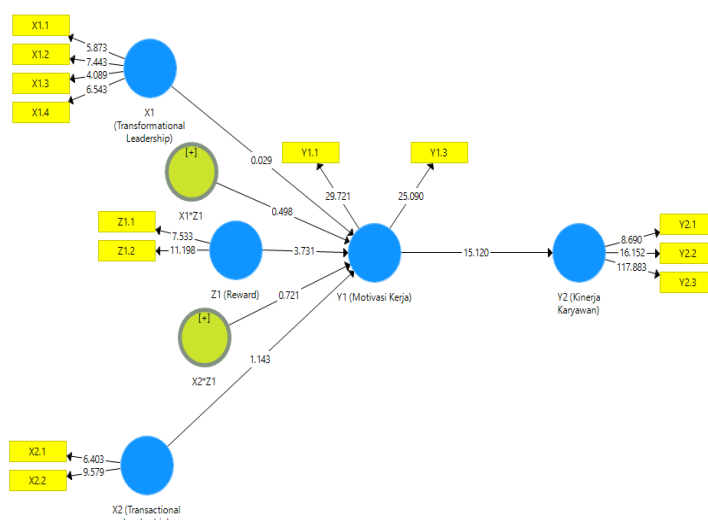 X1.1
5.873
X1.2
7.443
X1.3
4.089
X1.4
6.543
X1
(Transformational
Leadership)
0.029
Y1.1
Y1.3
29.721
25.090
[+]
X1*Z1
0.498
Z1.1
7.533
Z1.2
11.198
Z1 (Reward)
3.731
Y1 (Motivasi Kerja)
15.120
Y2 (Kinerja
Karyawan)
8.690
Y2.1
16.152
Y2.2
117.883
Y2.3
[+]
X2*Z1
0.721
1.143
X2.1
6.403
X2.2
9.579
X2 (Transactional